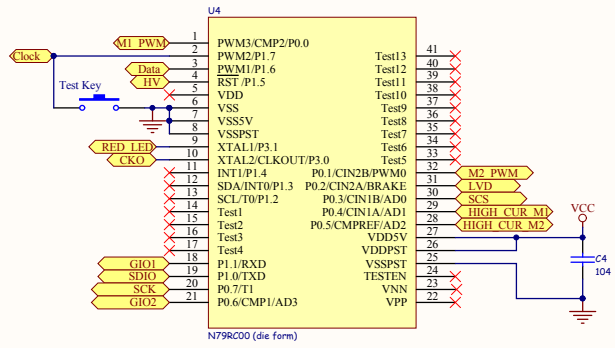 U4
M1_PWM 1 PWM3/CMP2/P0.0
Clock 2 PWM2/P1.7 Test13 41
Data 3 PWM1/P1.6 Test12 40
HV 4 RST /P1.5 Test11 39
Test Key 5 VDD Test10 38
6 VSS Test9 37
7 VSS5V Test8 36
8 VSSPST Test7 35
RED_LED 9 XTAL1/P3.1 Test6 34
CKO 10 XTAL2/CLKOUT/P3.0 Test5 33
11 INT1/P1.4 P0.1/CIN2B/PWM0 32 M2_PWM
12 SDA/INT0/P1.3 P0.2/CIN2A/BRAKE 31 LVD
13 SCL/T0/P1.2 P0.3/CIN1B/AD0 30 SCS
14 Test1 P0.4/CIN1A/AD1 29 HIGH_CUR_M1 VCC
15 Test2 P0.5/CMPREF/AD2 28 HIGH_CUR_M2
16 Test3 VDD5V 27
17 Test4 VDDPST 26
GIO1 18 P1.1/RXD VSSPST 25 C4
SDIO 19 P1.0/TXD TESTEN 24 104
SCK 20 P0.7/T1 VNN 23
GIO2 21 P0.6/CMP1/AD3 VPP 22
N79RC00 (die form)